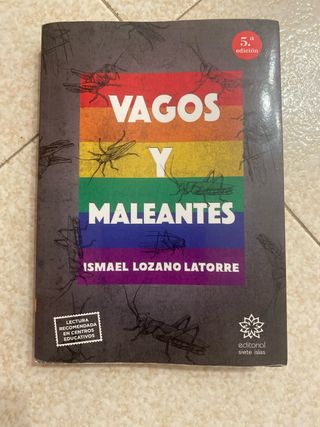 5.ª
edición
VAGOS
Y
MALEANTES
ISMAEL LOZANO LATORRE
LECTURA
RECOMENDADA
EN CENTROS
EDUCATIVOS
editorial
siete islas